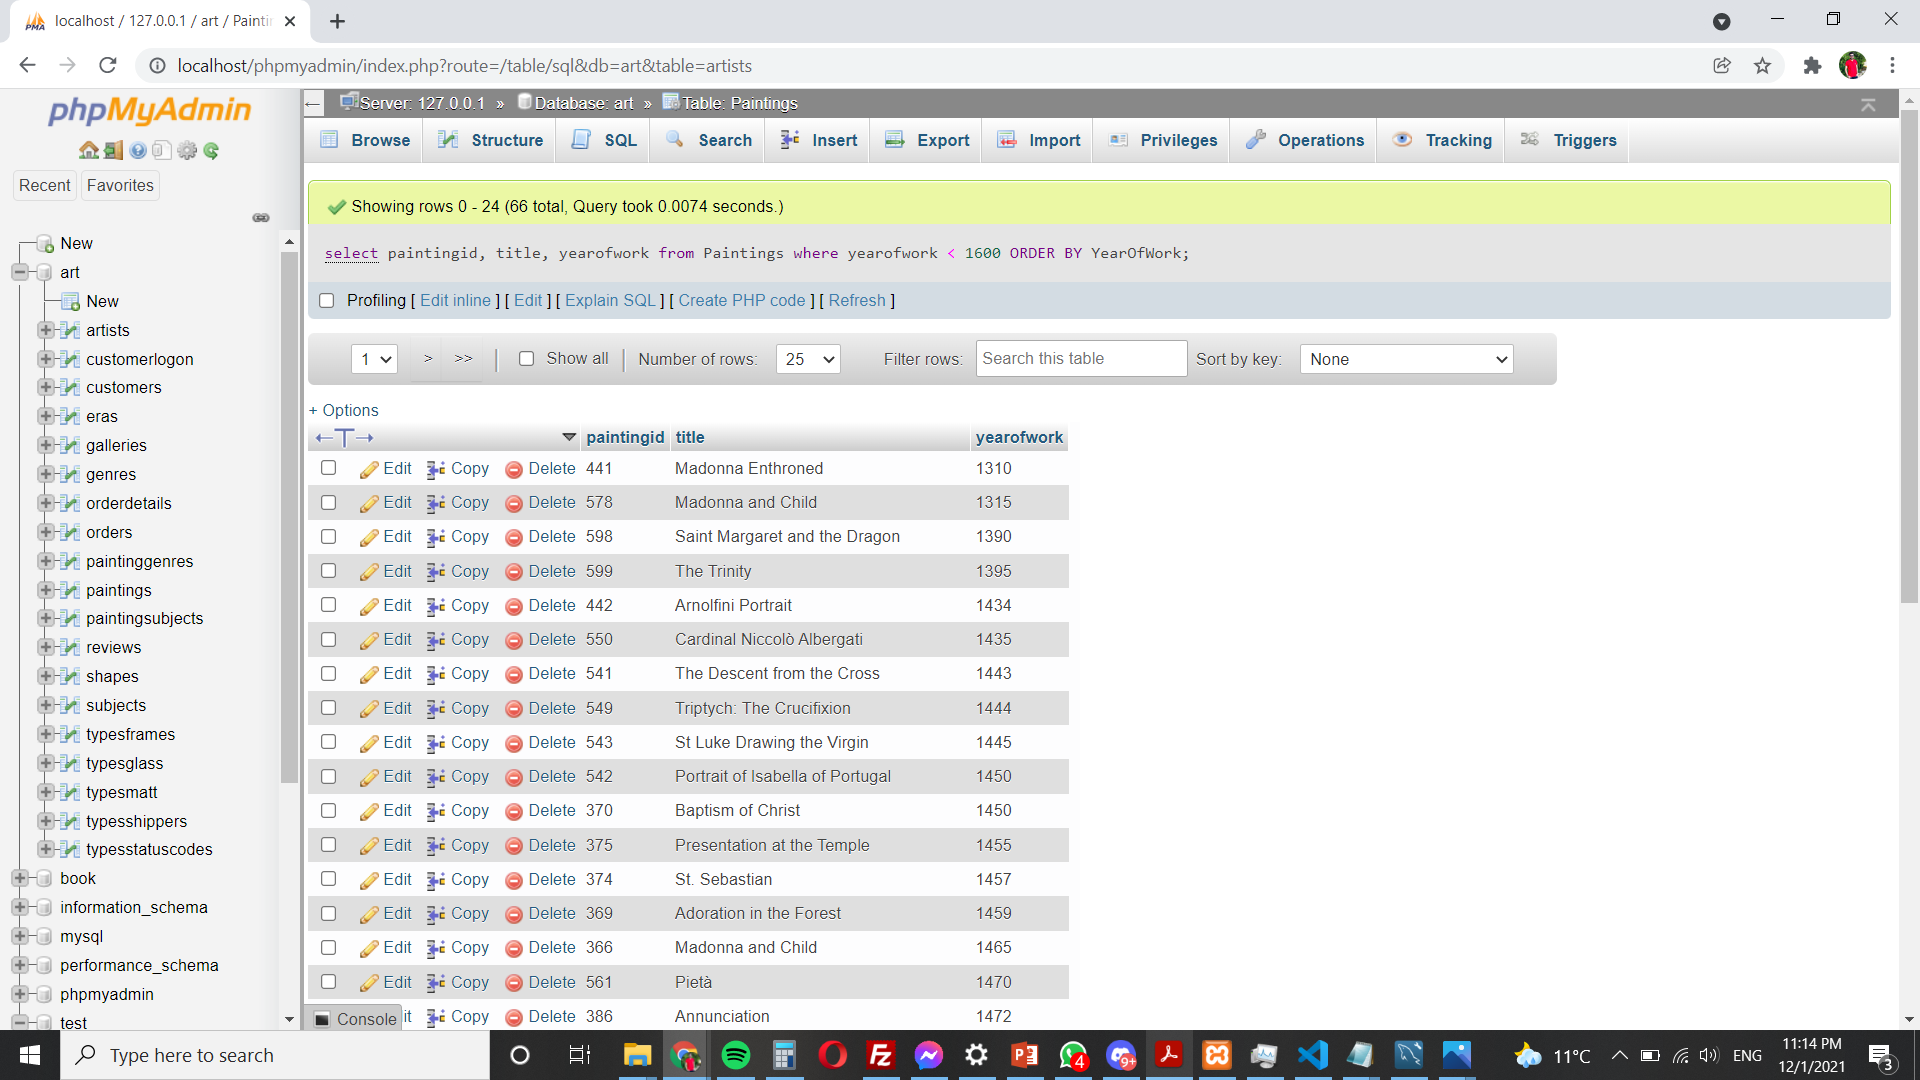 localhost / 127.0.0.1 / art / Paintin
localhost/phpmyadmin/index.php?route=/table/sql&db=art&table=artists
phpMyAdmin
Recent Favorites
New
art
New
artists
customerlogon
customers
eras
galleries
genres
orderdetails
orders
paintinggenres
paintings
paintingsubjects
reviews
shapes
subjects
typesframes
typesglass
typesmatt
typesshippers
typesstatuscodes
book
information_schema
mysql
performance_schema
phpmyadmin
test
Server: 127.0.0.1 » Database: art » Table: Paintings
Browse Structure SQL Search Insert Export Import Privileges Operations Tracking Triggers
Showing rows 0 - 24 (66 total, Query took 0.0074 seconds.)
select paintingid, title, yearofwork from Paintings where yearofwork < 1600 ORDER BY YearOfWork;
Profiling [ Edit inline ] [ Edit ] [ Explain SQL ] [ Create PHP code ] [ Refresh ]
1 > >> | Show all | Number of rows: 25 Filter rows: Search this table Sort by key: None
+ Options
←T→ paintingid title yearofwork
Edit Copy Delete 441 Madonna Enthroned 1310
Edit Copy Delete 578 Madonna and Child 1315
Edit Copy Delete 598 Saint Margaret and the Dragon 1390
Edit Copy Delete 599 The Trinity 1395
Edit Copy Delete 442 Arnolfini Portrait 1434
Edit Copy Delete 550 Cardinal Niccolò Albergati 1435
Edit Copy Delete 541 The Descent from the Cross 1443
Edit Copy Delete 549 Triptych: The Crucifixion 1444
Edit Copy Delete 543 St Luke Drawing the Virgin 1445
Edit Copy Delete 542 Portrait of Isabella of Portugal 1450
Edit Copy Delete 370 Baptism of Christ 1450
Edit Copy Delete 375 Presentation at the Temple 1455
Edit Copy Delete 374 St. Sebastian 1457
Edit Copy Delete 369 Adoration in the Forest 1459
Edit Copy Delete 366 Madonna and Child 1465
Edit Copy Delete 561 Pietà 1470
Console it Copy Delete 386 Annunciation 1472
Type here to search
4
9+
11°C
ENG
11:14 PM
12/1/2021
3